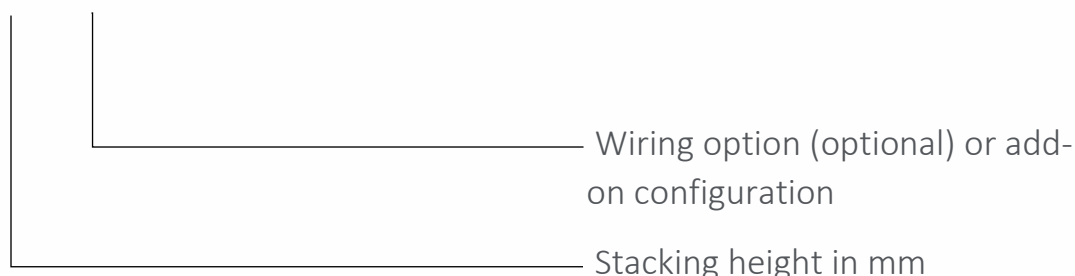 Wiring option (optional) or add-
on configuration
Stacking height in mm